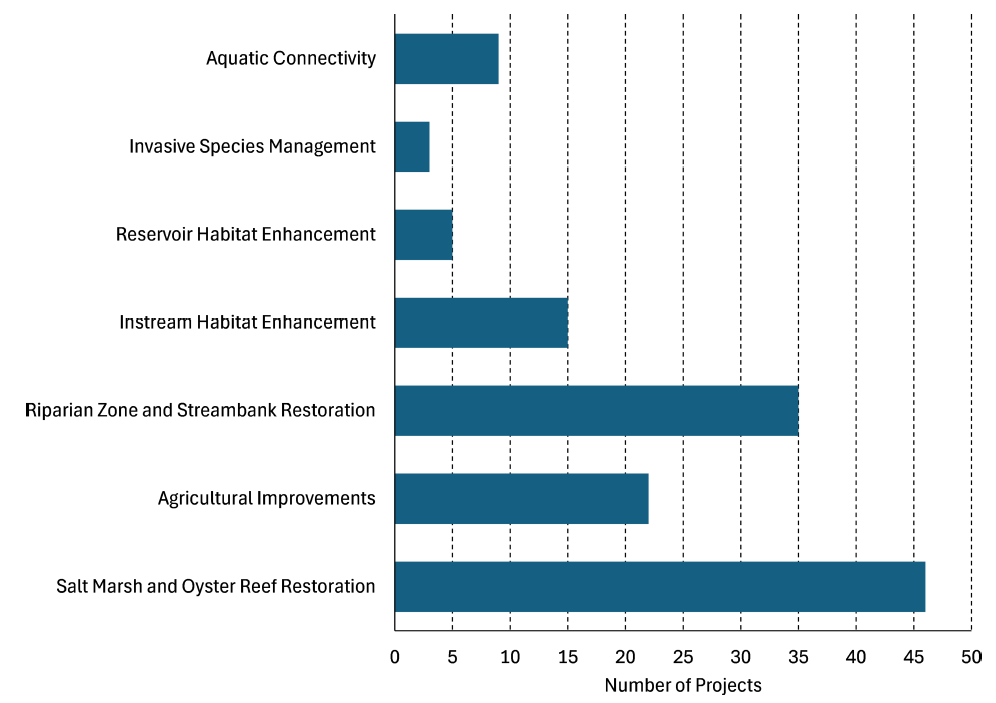 Aquatic Connectivity
Invasive Species Management
Reservoir Habitat Enhancement
Instream Habitat Enhancement
Riparian Zone and Streambank Restoration
Agricultural Improvements
Salt Marsh and Oyster Reef Restoration
0 5 10 15 20 25 30 35 40 45 50
Number of Projects